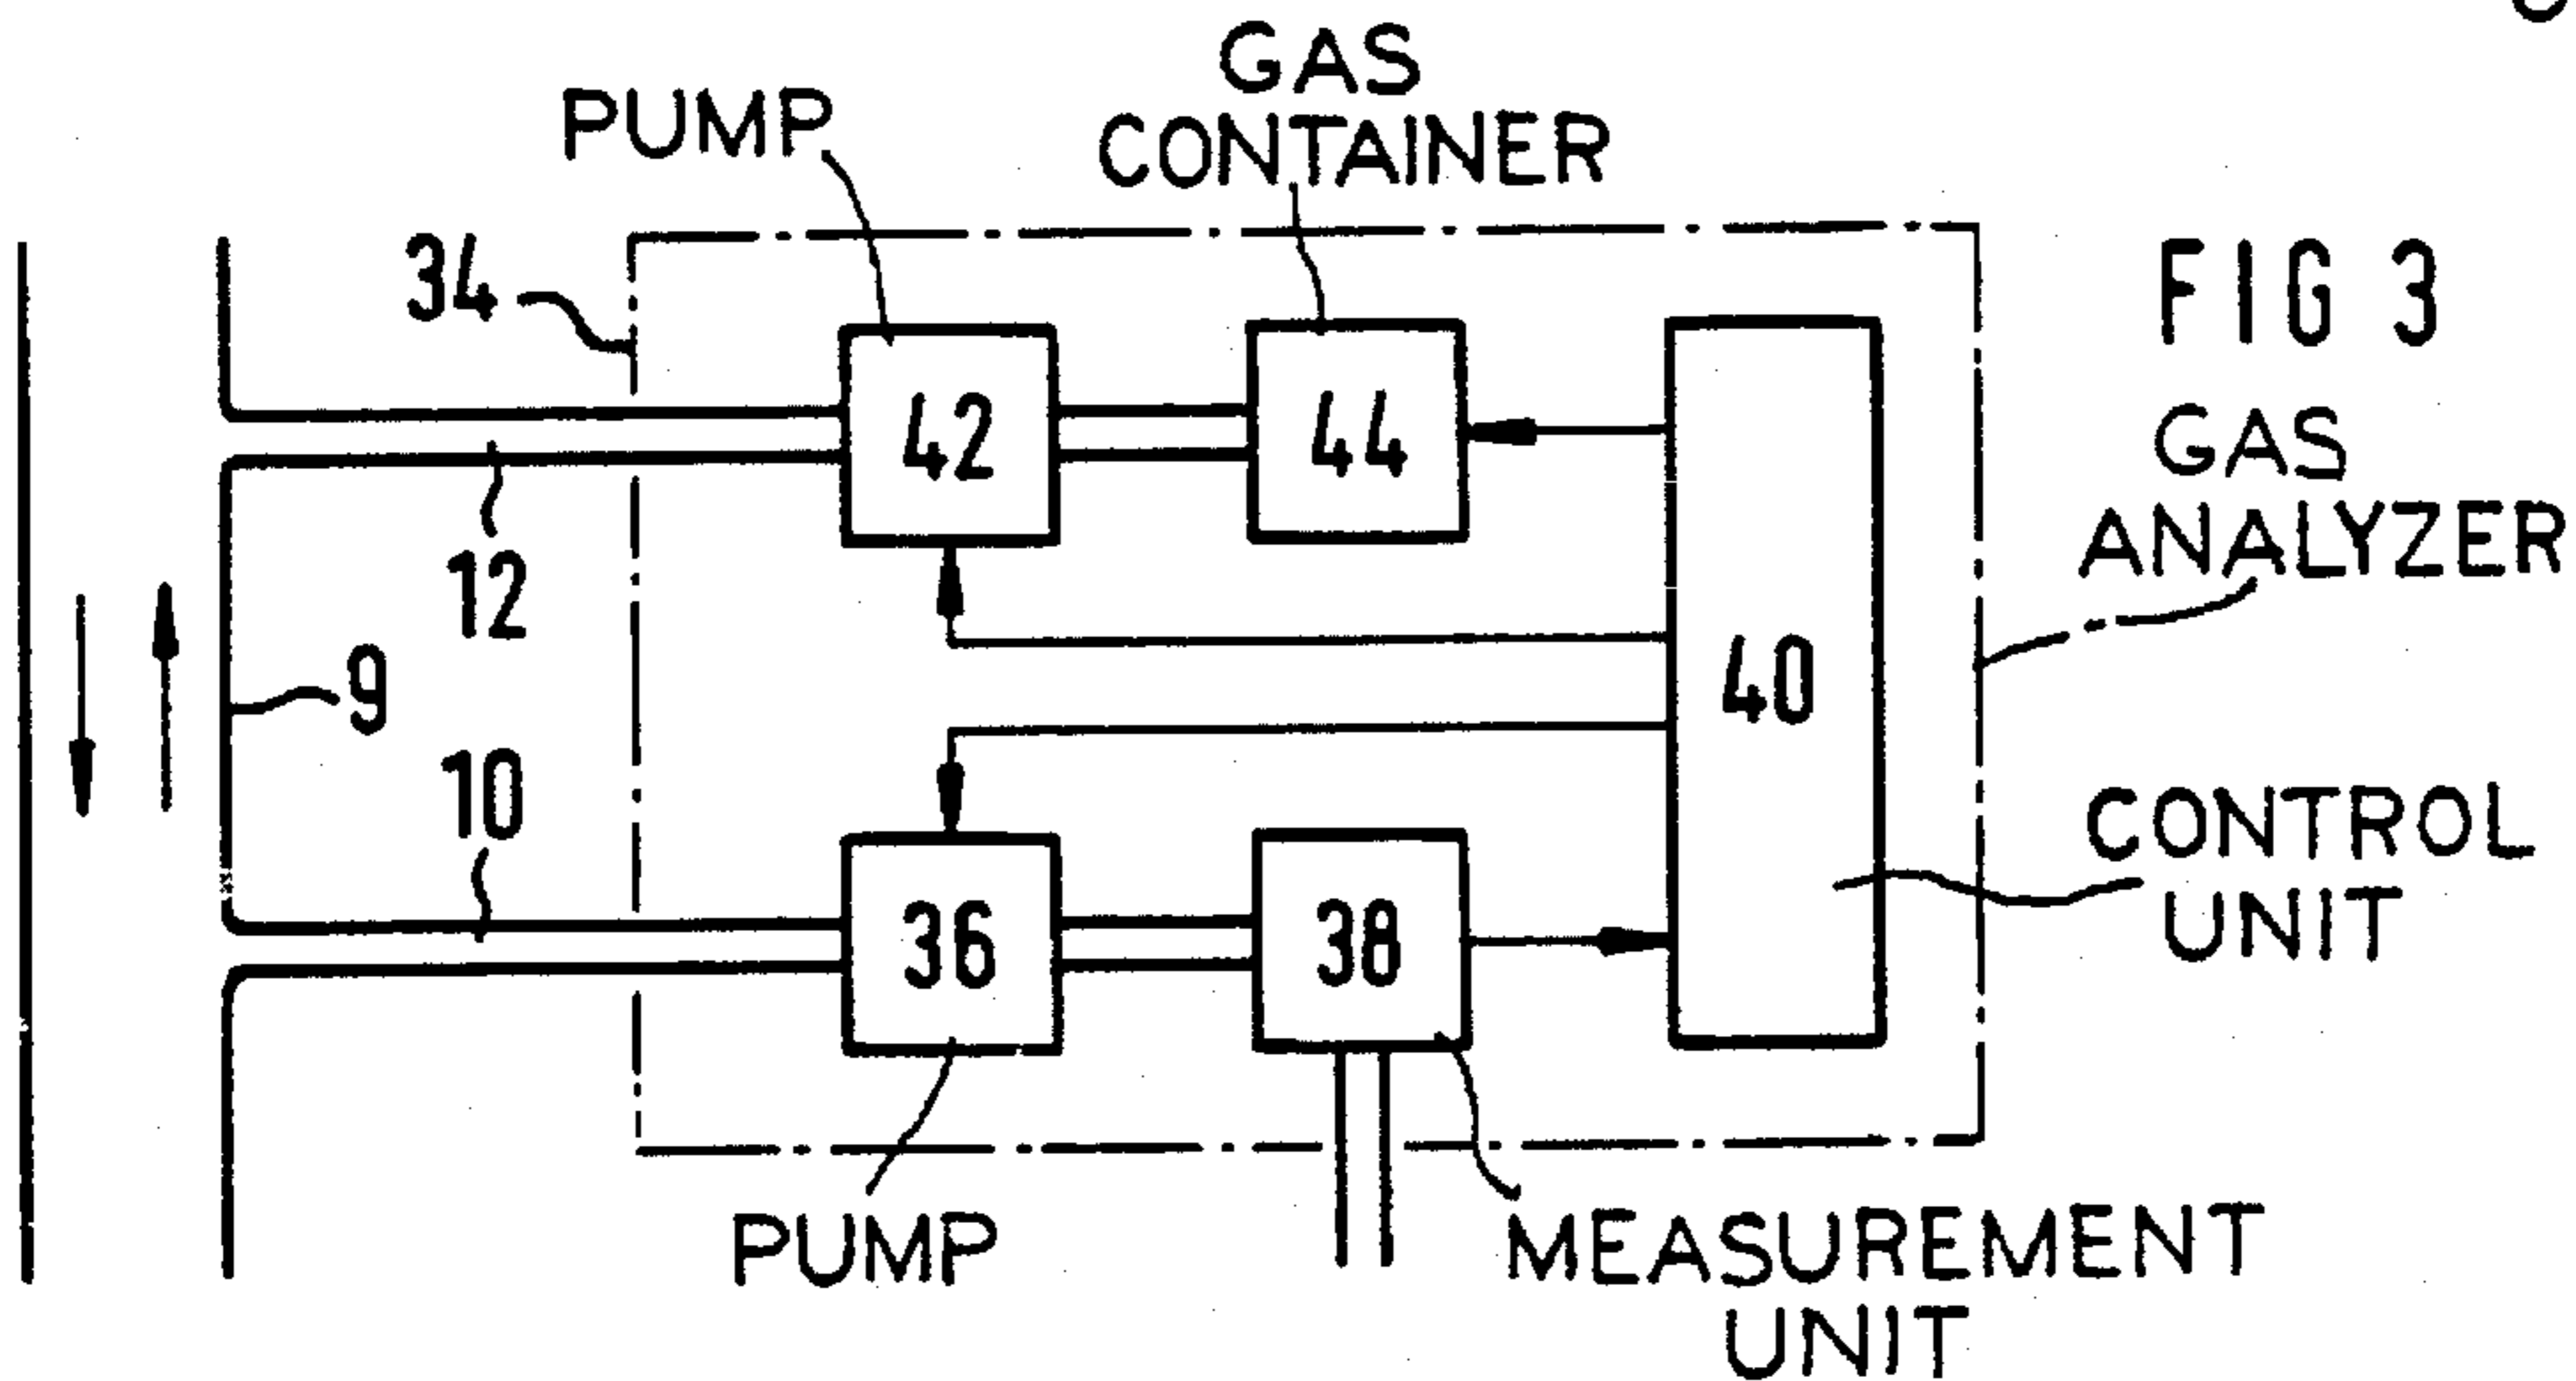 GAS
CONTAINER
PUMP
34
FIG 3
42
44
GAS
ANALYZER
12
9
40
10
CONTROL
UNIT
36
38
PUMP
MEASUREMENT
UNIT